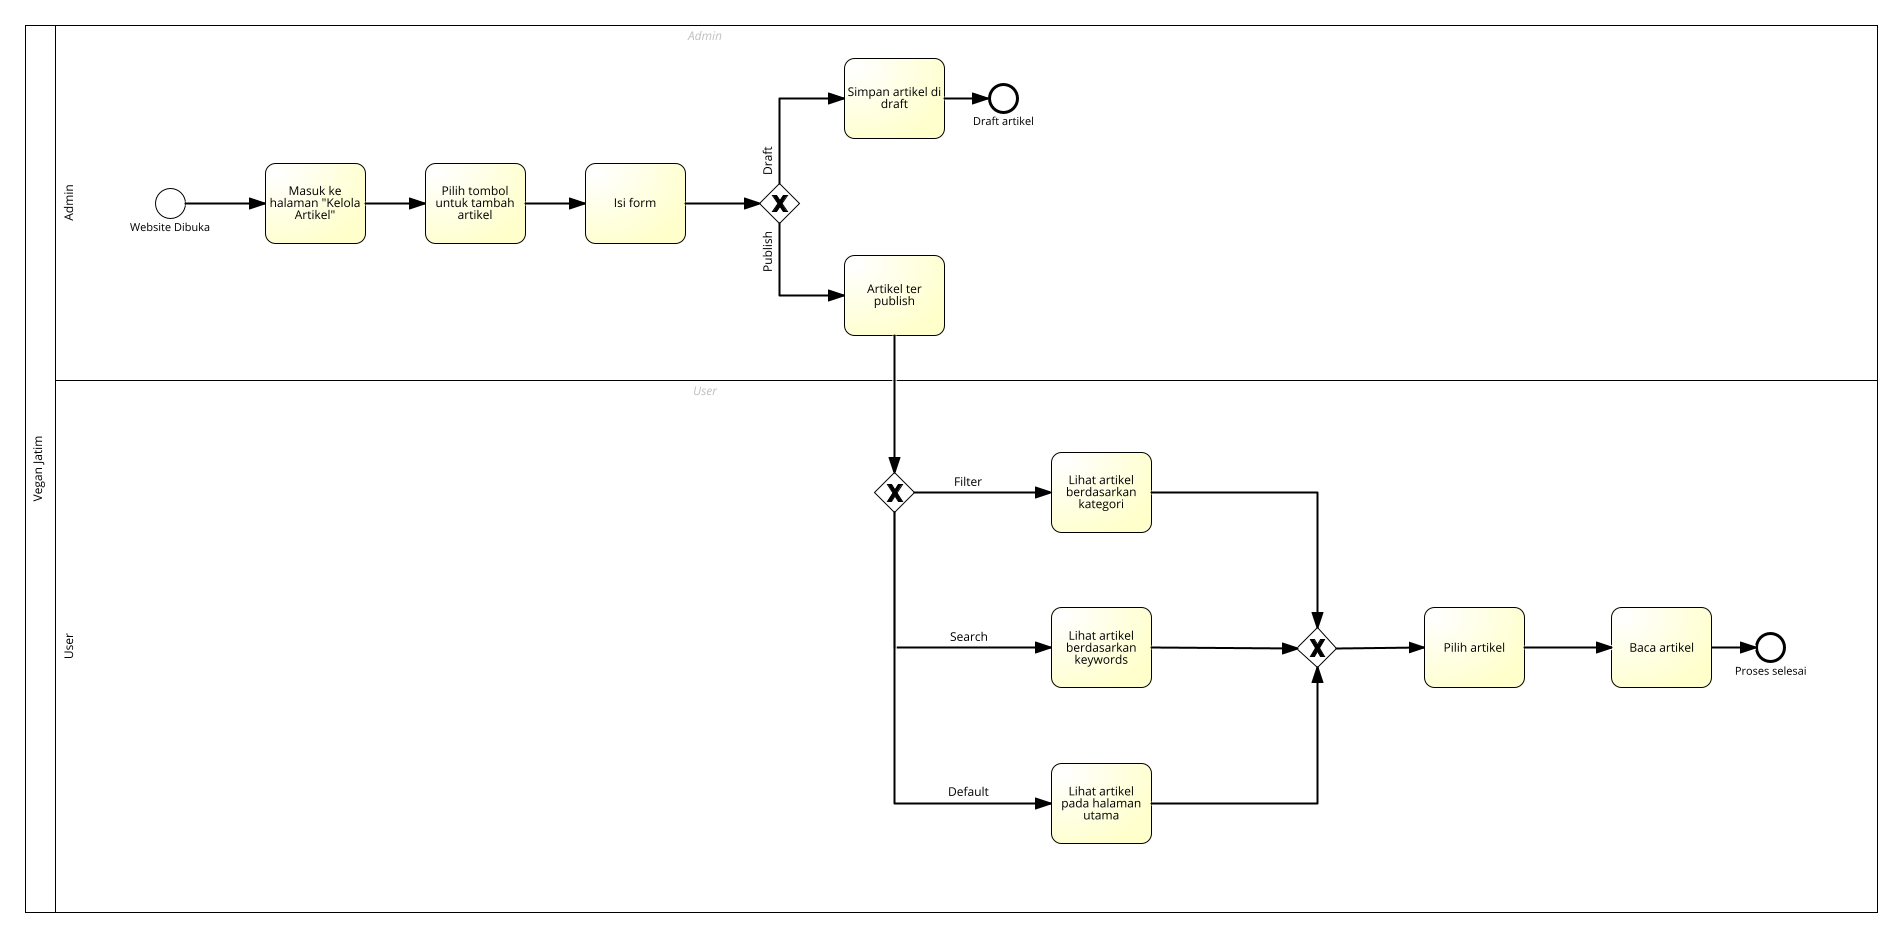 Vegan Jatim
Admin
Admin
Website Dibuka
Masuk ke
halaman "Kelola
Artikel"
Pilih tombol
untuk tambah
artikel
Isi form
Draft
Simpan artikel di
draft
Draft artikel
Publish
Artikel ter
publish
User
User
Filter
Lihat artikel
berdasarkan
kategori
Search
Lihat artikel
berdasarkan
keywords
Default
Lihat artikel
pada halaman
utama
Pilih artikel
Baca artikel
Proses selesai